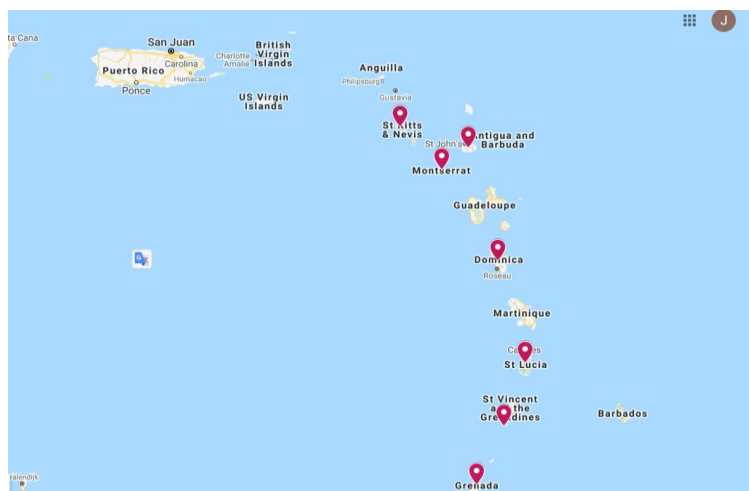 ta Cana
San Juan
Carolina
Humacao
Puerto Rico
Ponce
Charlotte
Amalie
British
Virgin
Islands
US Virgin
Islands
Anguilla
Philipsburg
Gustavia
St Kitts
& Nevis
St John's
Antigua and
Barbuda
Montserrat
Guadeloupe
Dominica
Roseau
Martinique
St Lucia
St Vincent
and the
Grenadines
Barbados
Grenada
ralendijk
J
G